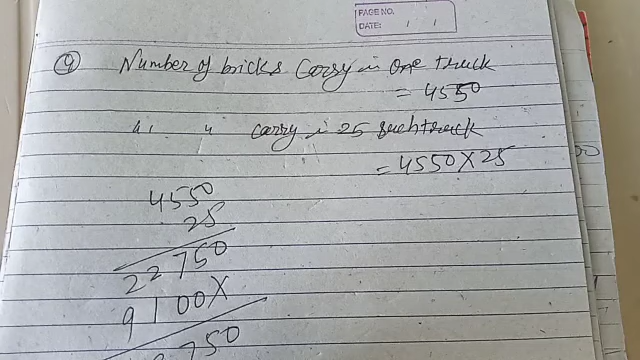 PAGE NO.
DATE: / /
9 Number of bricks Carry in One truck
= 4550
" " carry in 25 such truck
= 4550 X 25
4550
25
22750
9100X
750